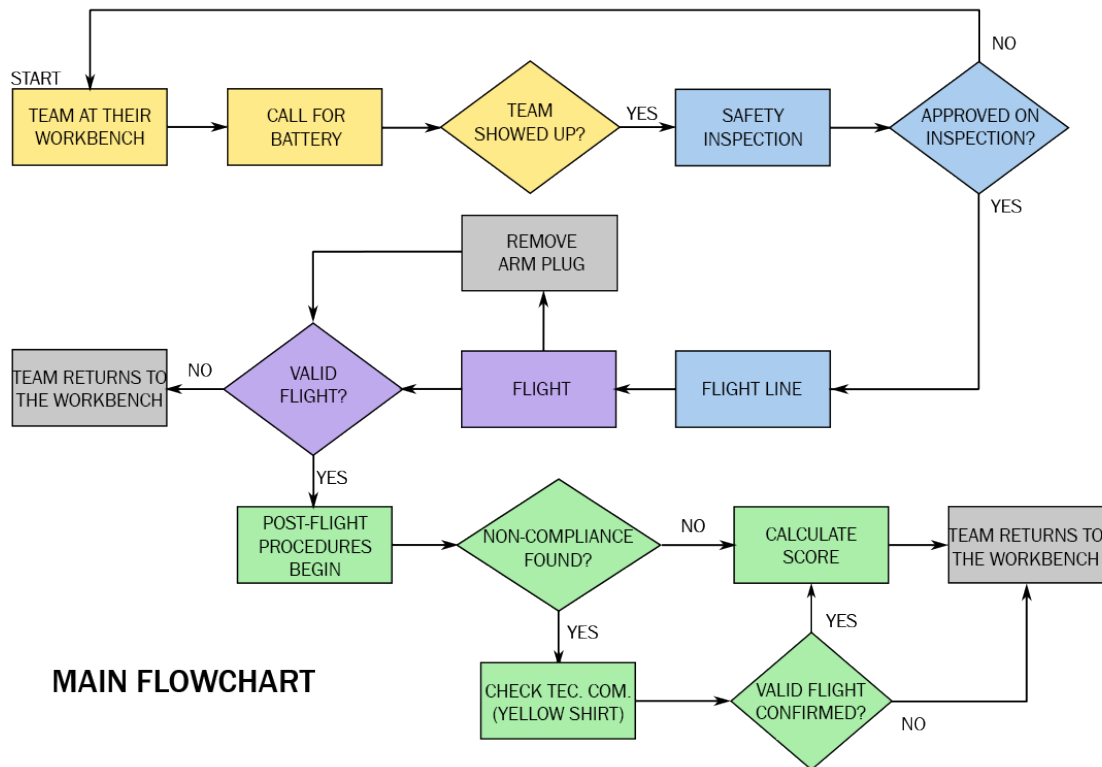 NO
START
TEAM AT THEIR
WORKBENCH
CALL FOR
BATTERY
TEAM
SHOWED UP?
YES
SAFETY
INSPECTION
APPROVED ON
INSPECTION?
YES
REMOVE
ARM PLUG
TEAM RETURNS TO
THE WORKBENCH
NO
VALID
FLIGHT?
FLIGHT
FLIGHT LINE
YES
POST-FLIGHT
PROCEDURES
BEGIN
NON-COMPLIANCE
FOUND?
NO
CALCULATE
SCORE
TEAM RETURNS TO
THE WORKBENCH
YES
YES
CHECK TEC. COM.
(YELLOW SHIRT)
VALID FLIGHT
CONFIRMED?
NO
MAIN FLOWCHART